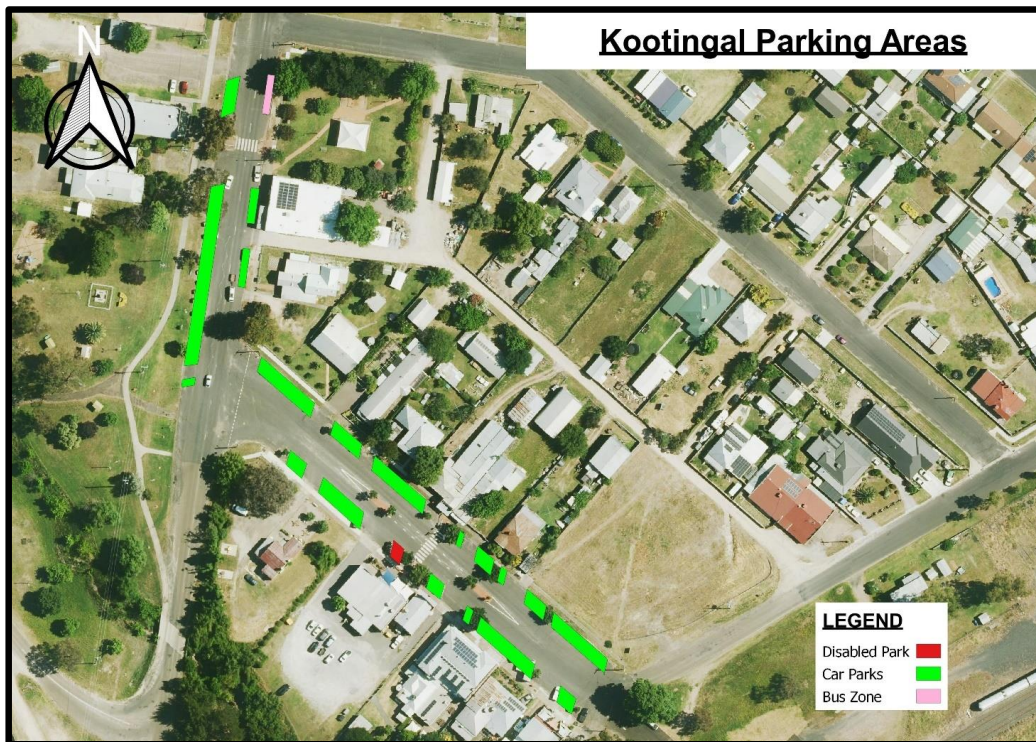 Kootingal Parking Areas
N
LEGEND
Disabled Park
Car Parks
Bus Zone